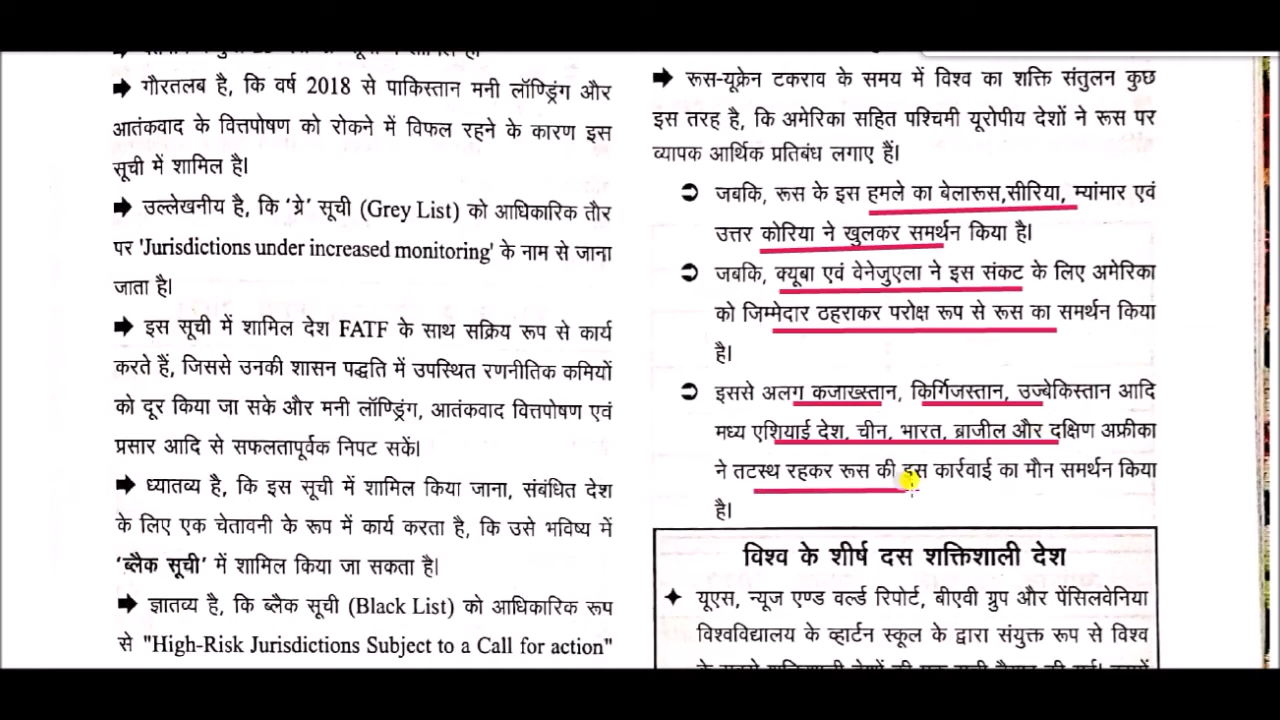 ➡ गौरतलब है, कि वर्ष 2018 से पाकिस्तान मनी लॉण्ड्रिंग और
आतंकवाद के वित्तपोषण को रोकने में विफल रहने के कारण इस
सूची में शामिल है।
➡ उल्लेखनीय है, कि 'ग्रे' सूची (Grey List) को आधिकारिक तौर
पर 'Jurisdictions under increased monitoring' के नाम से जाना
जाता है।
➡ इस सूची में शामिल देश FATF के साथ सक्रिय रूप से कार्य
करते हैं, जिससे उनकी शासन पद्धति में उपस्थित रणनीतिक कमियों
को दूर किया जा सके और मनी लॉण्ड्रिंग, आतंकवाद वित्तपोषण एवं
प्रसार आदि से सफलतापूर्वक निपट सकें।
➡ ध्यातव्य है, कि इस सूची में शामिल किया जाना, संबंधित देश
के लिए एक चेतावनी के रूप में कार्य करता है, कि उसे भविष्य में
'ब्लैक सूची' में शामिल किया जा सकता है।
➡ ज्ञातव्य है, कि ब्लैक सूची (Black List) को आधिकारिक रूप
से "High-Risk Jurisdictions Subject to a Call for action"
➡ रूस-यूक्रेन टकराव के समय में विश्व का शक्ति संतुलन कुछ
इस तरह है, कि अमेरिका सहित पश्चिमी यूरोपीय देशों ने रूस पर
व्यापक आर्थिक प्रतिबंध लगाए हैं।
➲ जबकि, रूस के इस हमले का बेलारूस,सीरिया, म्यांमार एवं
उत्तर कोरिया ने खुलकर समर्थन किया है।
➲ जबकि, क्यूबा एवं वेनेजुएला ने इस संकट के लिए अमेरिका
को जिम्मेदार ठहराकर परोक्ष रूप से रूस का समर्थन किया
है।
➲ इससे अलग कजाख्स्तान, किर्गिजस्तान, उज्बेकिस्तान आदि
मध्य एशियाई देश, चीन, भारत, ब्राजील और दक्षिण अफ्रीका
ने तटस्थ रहकर रूस की इस कार्रवाई का मौन समर्थन किया
है।
विश्व के शीर्ष दस शक्तिशाली देश
✦ यूएस, न्यूज एण्ड वर्ल्ड रिपोर्ट, बीएवी ग्रुप और पेंसिलवेनिया
विश्वविद्यालय के व्हार्टन स्कूल के द्वारा संयुक्त रूप से विश्व